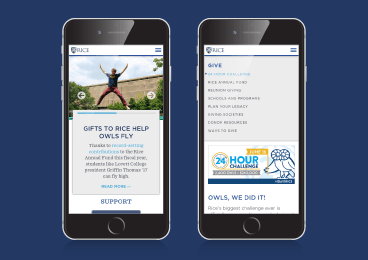 RICE
GIFTS TO RICE HELP
OWLS FLY
Thanks to record-setting
contributions to the Rice
Annual Fund this fiscal year,
students like Lovett College
president Griffin Thomas '17
can fly high.
READ MORE
SUPPORT
RICE
GIVE
24-HOUR CHALLENGE
RICE ANNUAL FUND
REUNION GIVING
SCHOOLS AND PROGRAMS
PLAN YOUR LEGACY
GIVING SOCIETIES
DONOR RESOURCES
WAYS TO GIVE
24
HOUR
CHALLENGE
OWLS, WE DID IT!
Rice's biggest challenge ever is